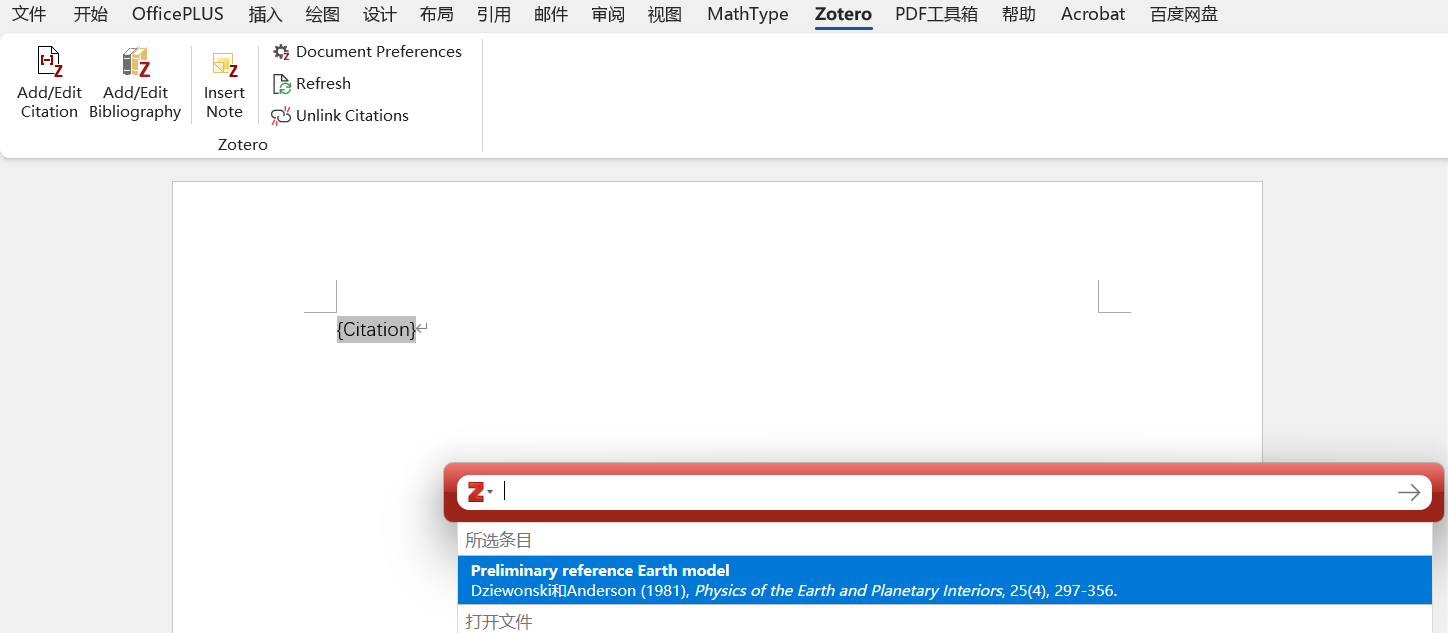 文件 开始 OfficePLUS 插入 绘图 设计 布局 引用 邮件 审阅 视图 MathType Zotero PDF工具箱 帮助 Acrobat 百度网盘
Add/Edit Citation
Add/Edit Bibliography
Insert Note
Document Preferences
Refresh
Unlink Citations
Zotero
{Citation}
Z
所选条目
Preliminary reference Earth model
Dziewonski和Anderson (1981), Physics of the Earth and Planetary Interiors, 25(4), 297-356.
打开文件